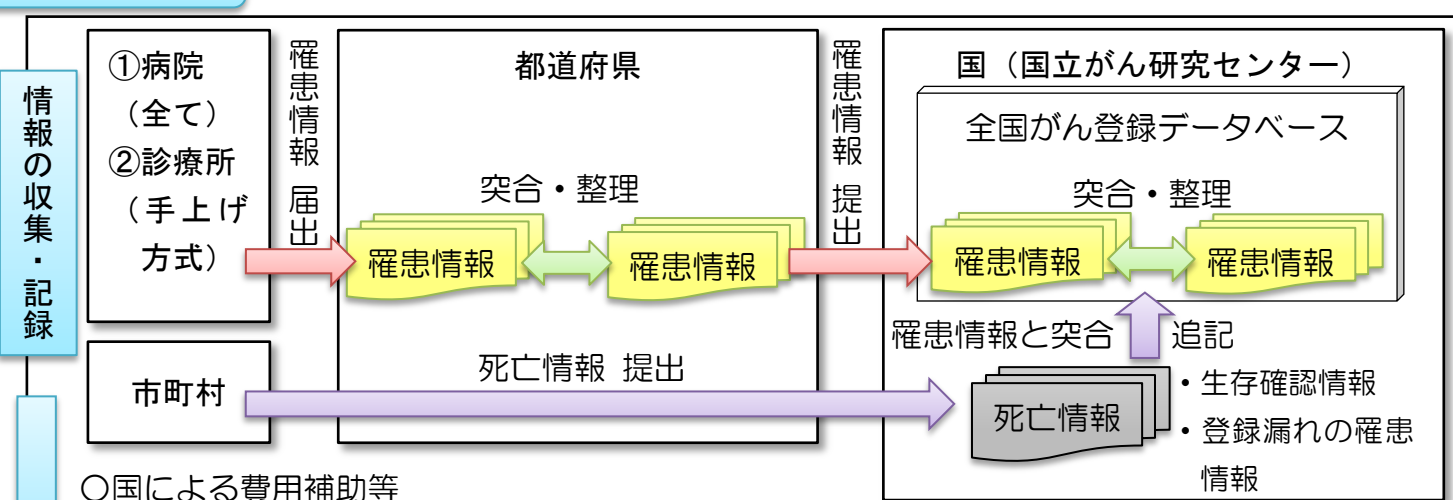 情報の収集・記録
①病院
（全て）
②診療所
（手上げ
方式）
罹患情報 届出
都道府県
突合・整理
罹患情報
罹患情報
罹患情報 提出
国（国立がん研究センター）
全国がん登録データベース
突合・整理
罹患情報
罹患情報
罹患情報と突合
追記
市町村
死亡情報 提出
死亡情報
・生存確認情報
・登録漏れの罹患
情報
○国による費用補助等